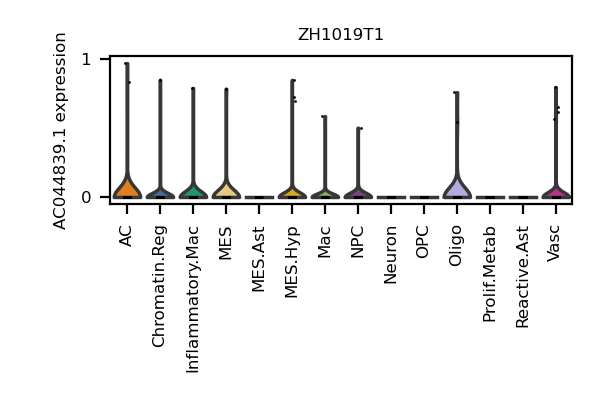 ZH1019T1
AC044839.1 expression
1
0
AC
Chromatin.Reg
Inflammatory.Mac
MES
MES.Ast
MES.Hyp
Mac
NPC
Neuron
OPC
Oligo
Prolif.Metab
Reactive.Ast
Vasc